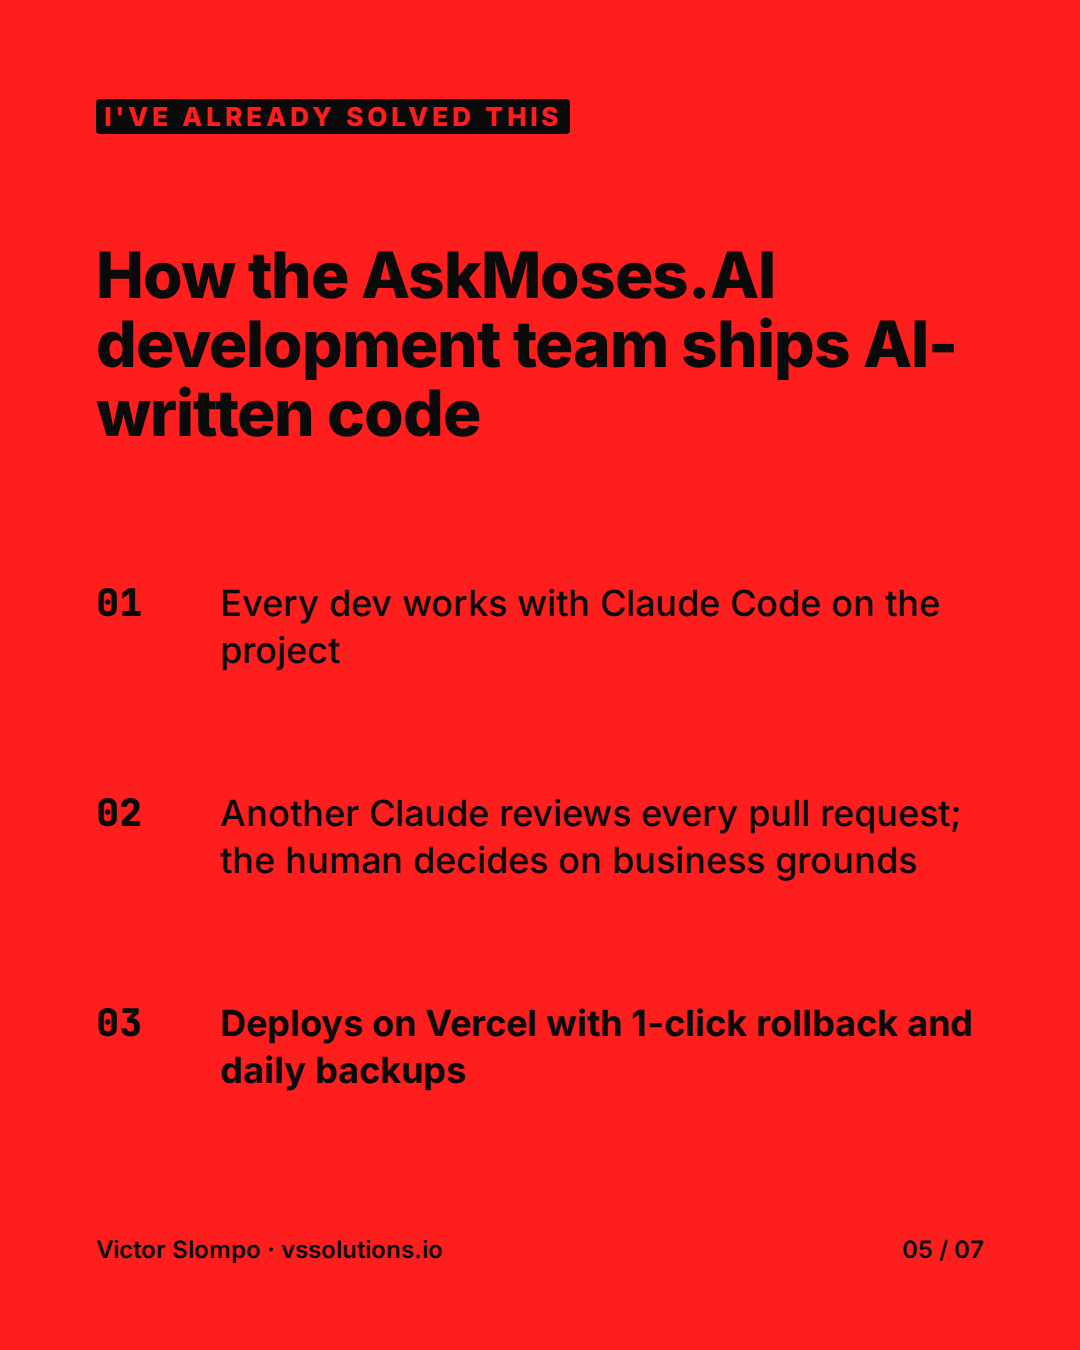 I'VE ALREADY SOLVED THIS
How the AskMoses.AI
development team ships AI-
written code
01 Every dev works with Claude Code on the
project
02 Another Claude reviews every pull request;
the human decides on business grounds
03 Deploys on Vercel with 1-click rollback and
daily backups
Victor Slompo · vssolutions.io 05 / 07